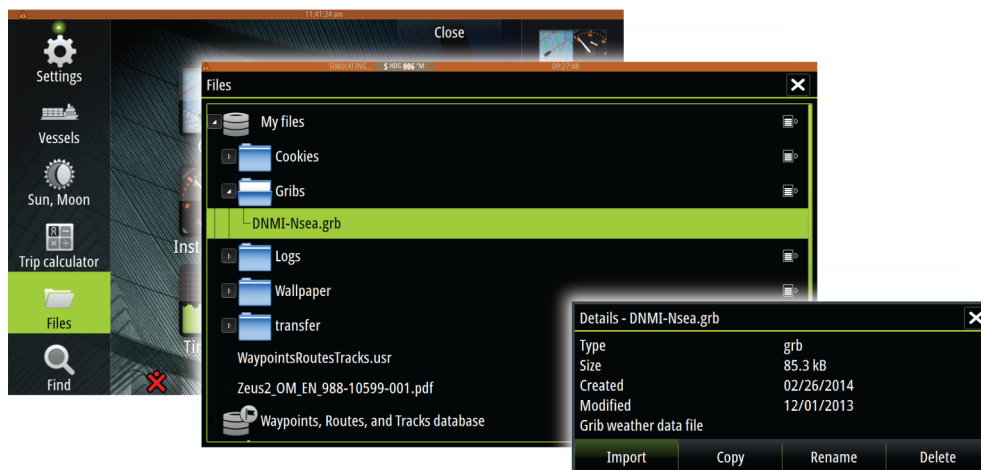 11:41:24 am
Close
Settings
Vessels
Sun, Moon
Trip calculator
Files
Find
Inst
Tir
SIMULATING... S HDG 006 °M
09:27:48
Files
My files
Cookies
Gribs
DNMI-Nsea.grb
Logs
Wallpaper
transfer
WaypointsRoutesTracks.usr
Zeus2_OM_EN_988-10599-001.pdf
Waypoints, Routes, and Tracks database
Details - DNMI-Nsea.grb
Type grb
Size 85.3 kB
Created 02/26/2014
Modified 12/01/2013
Grib weather data file
Import Copy Rename Delete